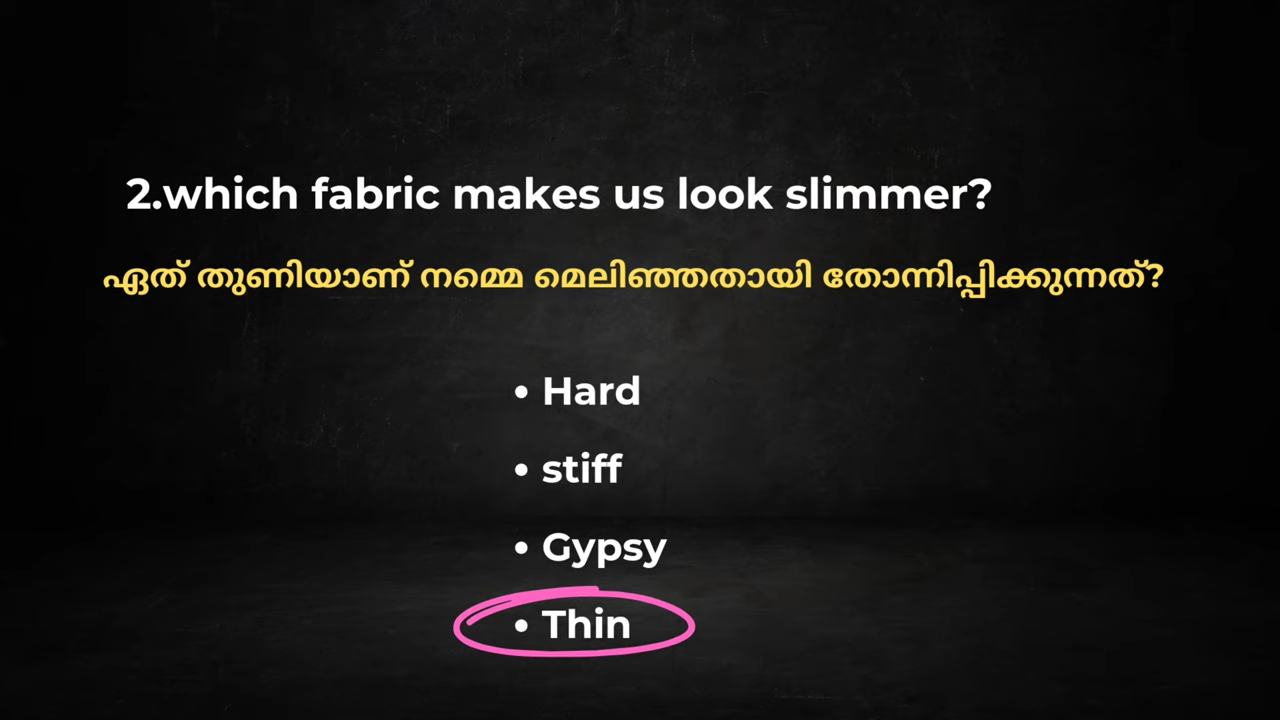 2.which fabric makes us look slimmer?
ഏത് തുണിയാണ് നമ്മെ മെലിഞ്ഞതായി തോന്നിപ്പിക്കുന്നത്?
• Hard
• stiff
• Gypsy
• Thin